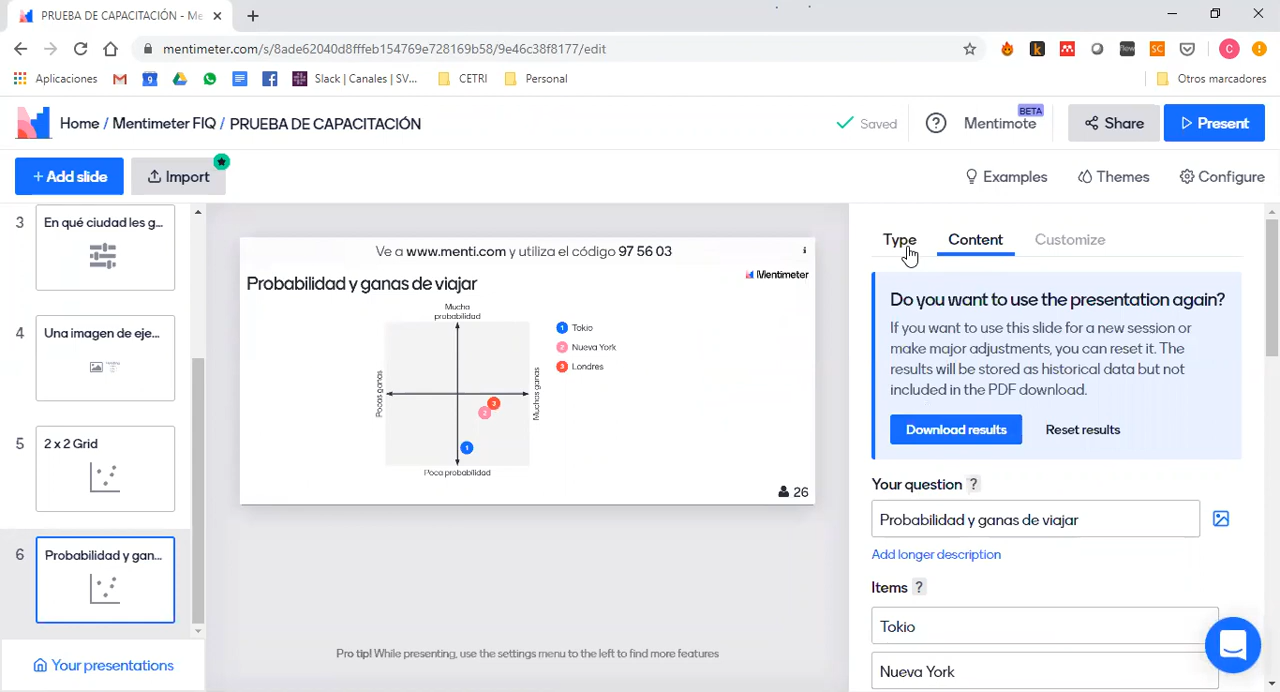 PRUEBA DE CAPACITACIÓN - Me
mentimeter.com/s/8ade62040d8fffeb154769e728169b58/9e46c38f8177/edit
Aplicaciones
Slack | Canales | SV...
CETRI
Personal
Otros marcadores
Home / Mentimeter FIQ / PRUEBA DE CAPACITACIÓN
Saved
Mentimote
BETA
Share
Present
+ Add slide
Import
Examples
Themes
Configure
3
En qué ciudad les g...
4
Una imagen de eje...
5
2 x 2 Grid
6
Probabilidad y gan...
Your presentations
Ve a www.menti.com y utiliza el código 97 56 03
Mentimeter
Probabilidad y ganas de viajar
Mucha
probabilidad
Pocas ganas
Muchas ganas
Poca probabilidad
1
2
3
1 Tokio
2 Nueva York
3 Londres
26
Pro tip! While presenting, use the settings menu to the left to find more features
Type
Content
Customize
Do you want to use the presentation again?
If you want to use this slide for a new session or
make major adjustments, you can reset it. The
results will be stored as historical data but not
included in the PDF download.
Download results
Reset results
Your question ?
Probabilidad y ganas de viajar
Add longer description
Items ?
Tokio
Nueva York